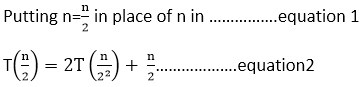 Putting n=n/2 in place of n in ...............equation 1
T(n/2) = 2T(n/2²) + n/2...................equation2